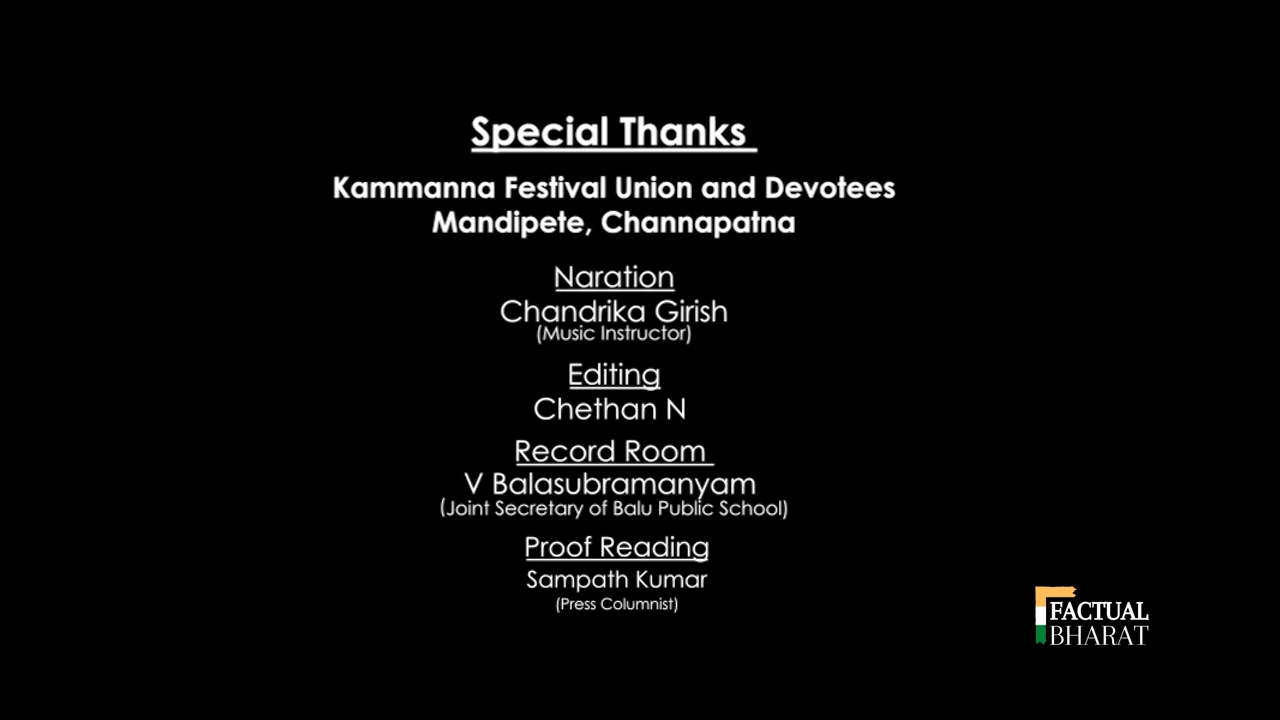 Special Thanks
Kammanna Festival Union and Devotees
Mandipete, Channapatna
Naration
Chandrika Girish
(Music Instructor)
Editing
Chethan N
Record Room
V Balasubramanyam
(Joint Secretary of Balu Public School)
Proof Reading
Sampath Kumar
(Press Columnist)
FACTUAL
BHARAT